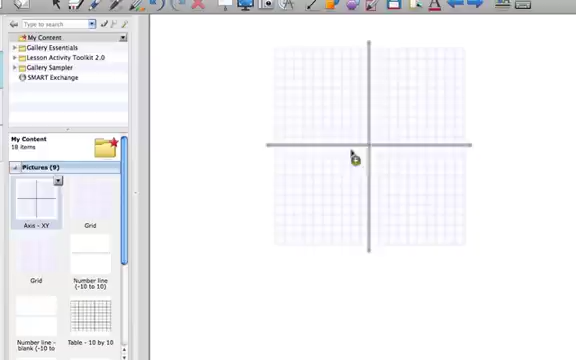 Type to search
My Content
Gallery Essentials
Lesson Activity Toolkit 2.0
Gallery Sampler
SMART Exchange
My Content
18 items
Pictures (9)
Axis - XY
Grid
Grid
Number line
(-10 to 10)
Number line -
blank (-10 to
Table - 10 by 10
A